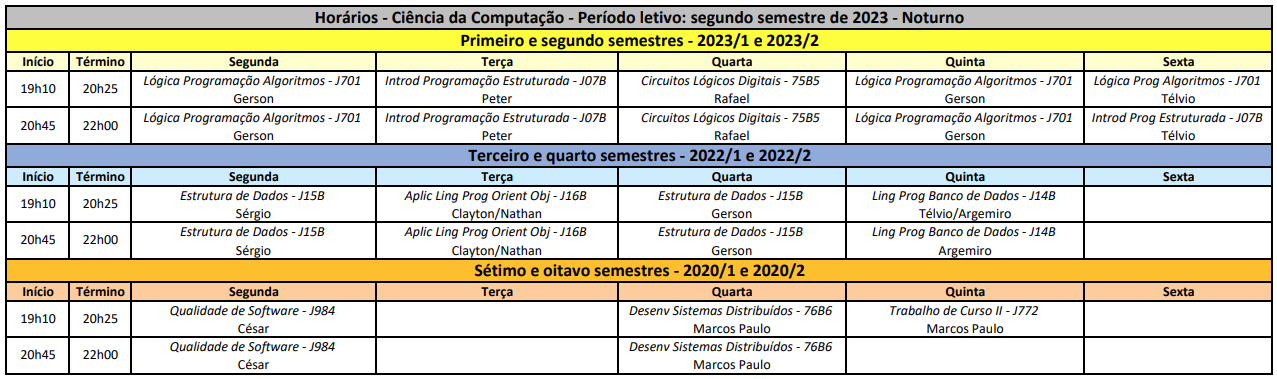 Horários - Ciência da Computação - Período letivo: segundo semestre de 2023 - Noturno
Primeiro e segundo semestres - 2023/1 e 2023/2
Início Término Segunda Terça Quarta Quinta Sexta
19h10 20h25 Lógica Programação Algoritmos - J701 Introd Programação Estruturada - J07B Circuitos Lógicos Digitais - 75B5 Lógica Programação Algoritmos - J701 Lógica Prog Algoritmos - J701
Gerson Peter Rafael Gerson Télvio
20h45 22h00 Lógica Programação Algoritmos - J701 Introd Programação Estruturada - J07B Circuitos Lógicos Digitais - 75B5 Lógica Programação Algoritmos - J701 Introd Prog Estruturada - J07B
Gerson Peter Rafael Gerson Télvio
Terceiro e quarto semestres - 2022/1 e 2022/2
Início Término Segunda Terça Quarta Quinta Sexta
19h10 20h25 Estrutura de Dados - J15B Aplic Ling Prog Orient Obj - J16B Estrutura de Dados - J15B Ling Prog Banco de Dados - J14B
Sérgio Clayton/Nathan Gerson Télvio/Argemiro
20h45 22h00 Estrutura de Dados - J15B Aplic Ling Prog Orient Obj - J16B Estrutura de Dados - J15B Ling Prog Banco de Dados - J14B
Sérgio Clayton/Nathan Gerson Argemiro
Sétimo e oitavo semestres - 2020/1 e 2020/2
Início Término Segunda Terça Quarta Quinta Sexta
19h10 20h25 Qualidade de Software - J984 Desenv Sistemas Distribuídos - 76B6 Trabalho de Curso II - J772
César Marcos Paulo Marcos Paulo
20h45 22h00 Qualidade de Software - J984 Desenv Sistemas Distribuídos - 76B6
César Marcos Paulo